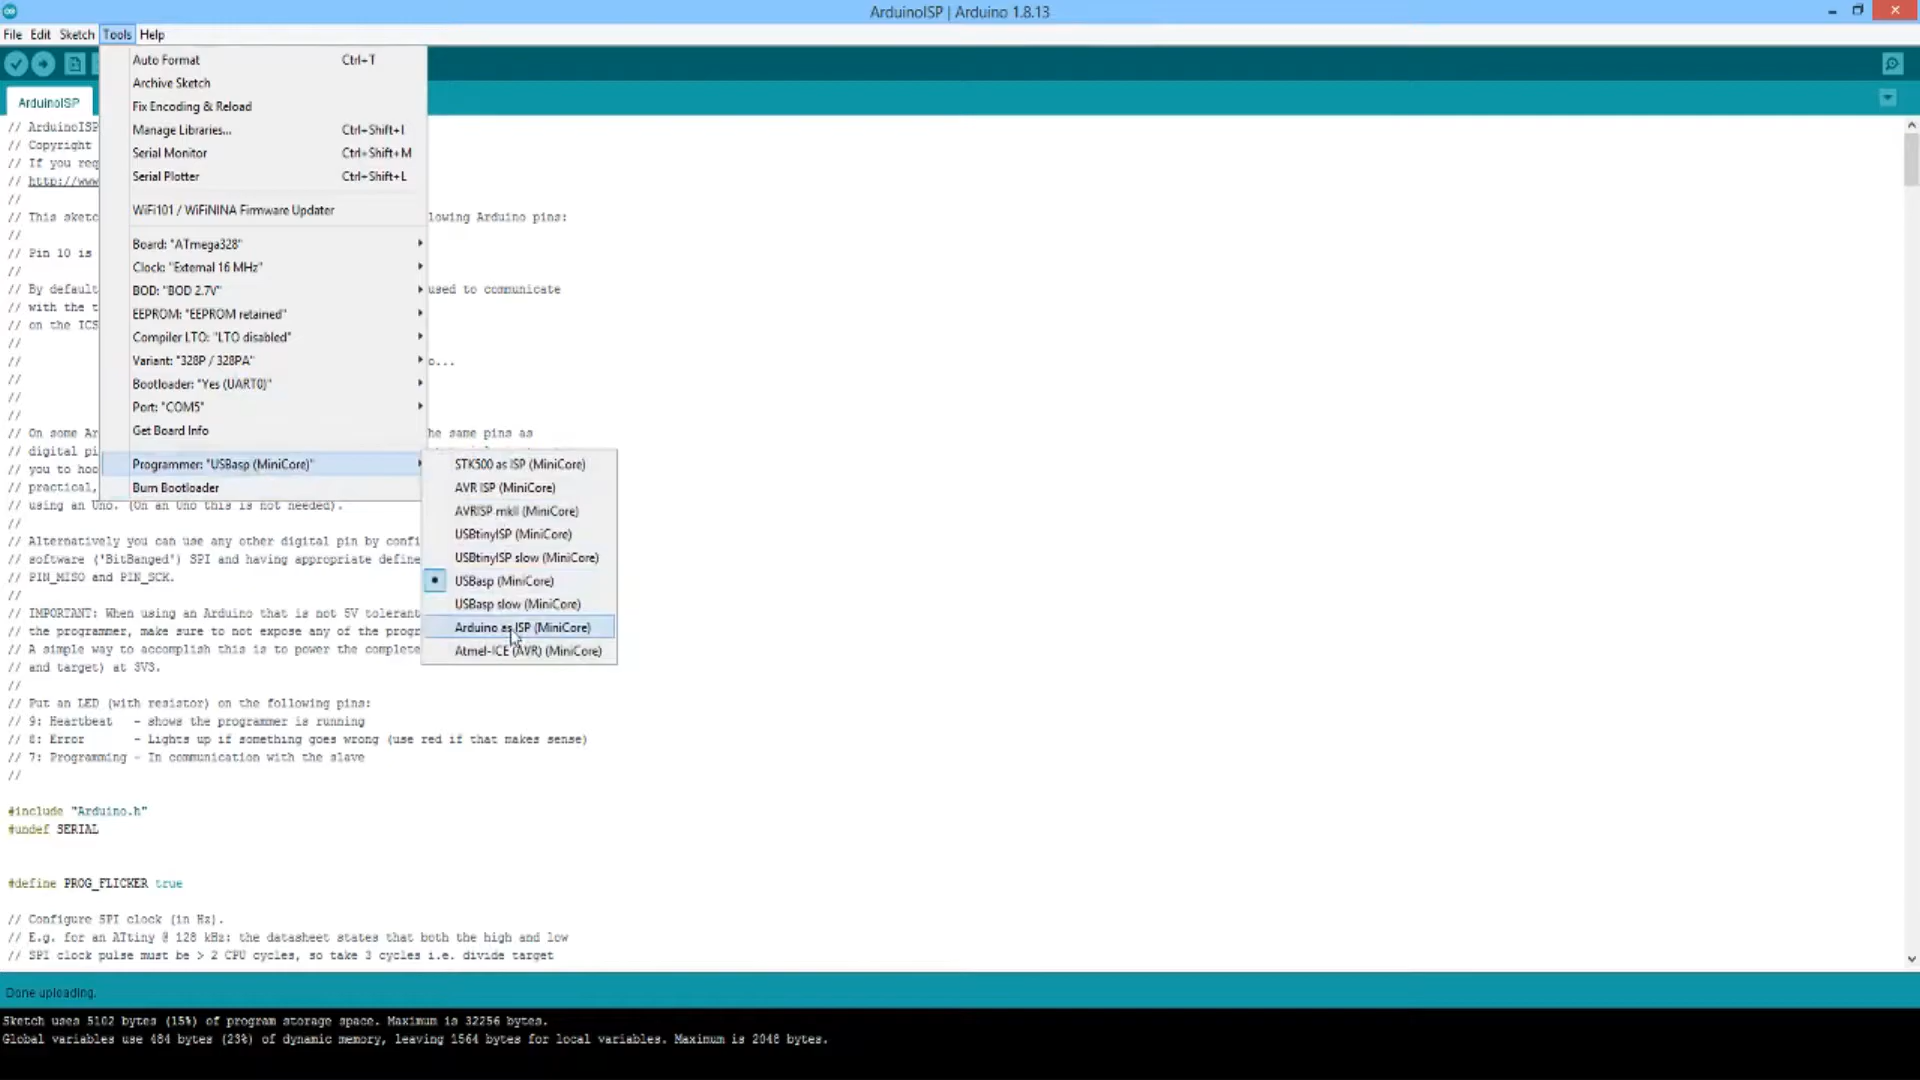 ArduinoISP | Arduino 1.8.13
File Edit Sketch Tools Help
Auto Format Ctrl+T
Archive Sketch
Fix Encoding & Reload
Manage Libraries... Ctrl+Shift+I
Serial Monitor Ctrl+Shift+M
Serial Plotter Ctrl+Shift+L
WiFi101 / WiFiNINA Firmware Updater
Board: "ATmega328"
Clock: "External 16 MHz"
BOD: "BOD 2.7V"
EEPROM: "EEPROM retained"
Compiler LTO: "LTO disabled"
Variant: "328P / 328PA"
Bootloader: "Yes (UART0)"
Port: "COM5"
Get Board Info
Programmer: "USBasp (MiniCore)"
Burn Bootloader
STK500 as ISP (MiniCore)
AVR ISP (MiniCore)
AVRISP mkII (MiniCore)
USBtinyISP (MiniCore)
USBtinyISP slow (MiniCore)
USBasp (MiniCore)
USBasp slow (MiniCore)
Arduino as ISP (MiniCore)
Atmel-ICE (AVR) (MiniCore)
ArduinoISP
// ArduinoISP
// Copyright
// If you req
// http://www
//
// This sketc lowing Arduino pins:
//
// Pin 10 is
//
// By default used to communicate
// with the t
// on the ICS
//
// o...
//
//
//
// On some Ar he same pins as
// digital pi
// you to hoo
// practical,
// using an Uno. (On an Uno this is not needed).
//
// Alternatively you can use any other digital pin by confi
// software ('BitBanged') SPI and having appropriate define
// PIN_MISO and PIN_SCK.
//
// IMPORTANT: When using an Arduino that is not 5V tolerant
// the programmer, make sure to not expose any of the progr
// A simple way to accomplish this is to power the complete
// and target) at 3V3.
//
// Put an LED (with resistor) on the following pins:
// 9: Heartbeat - shows the programmer is running
// 8: Error - Lights up if something goes wrong (use red if that makes sense)
// 7: Programming - In communication with the slave
//
#include "Arduino.h"
#undef SERIAL
#define PROG_FLICKER true
// Configure SPI clock (in Hz).
// E.g. for an ATtiny @ 128 kHz: the datasheet states that both the high and low
// SPI clock pulse must be > 2 CPU cycles, so take 3 cycles i.e. divide target
Done uploading.
Sketch uses 5102 bytes (15%) of program storage space. Maximum is 32256 bytes.
Global variables use 484 bytes (23%) of dynamic memory, leaving 1564 bytes for local variables. Maximum is 2048 bytes.